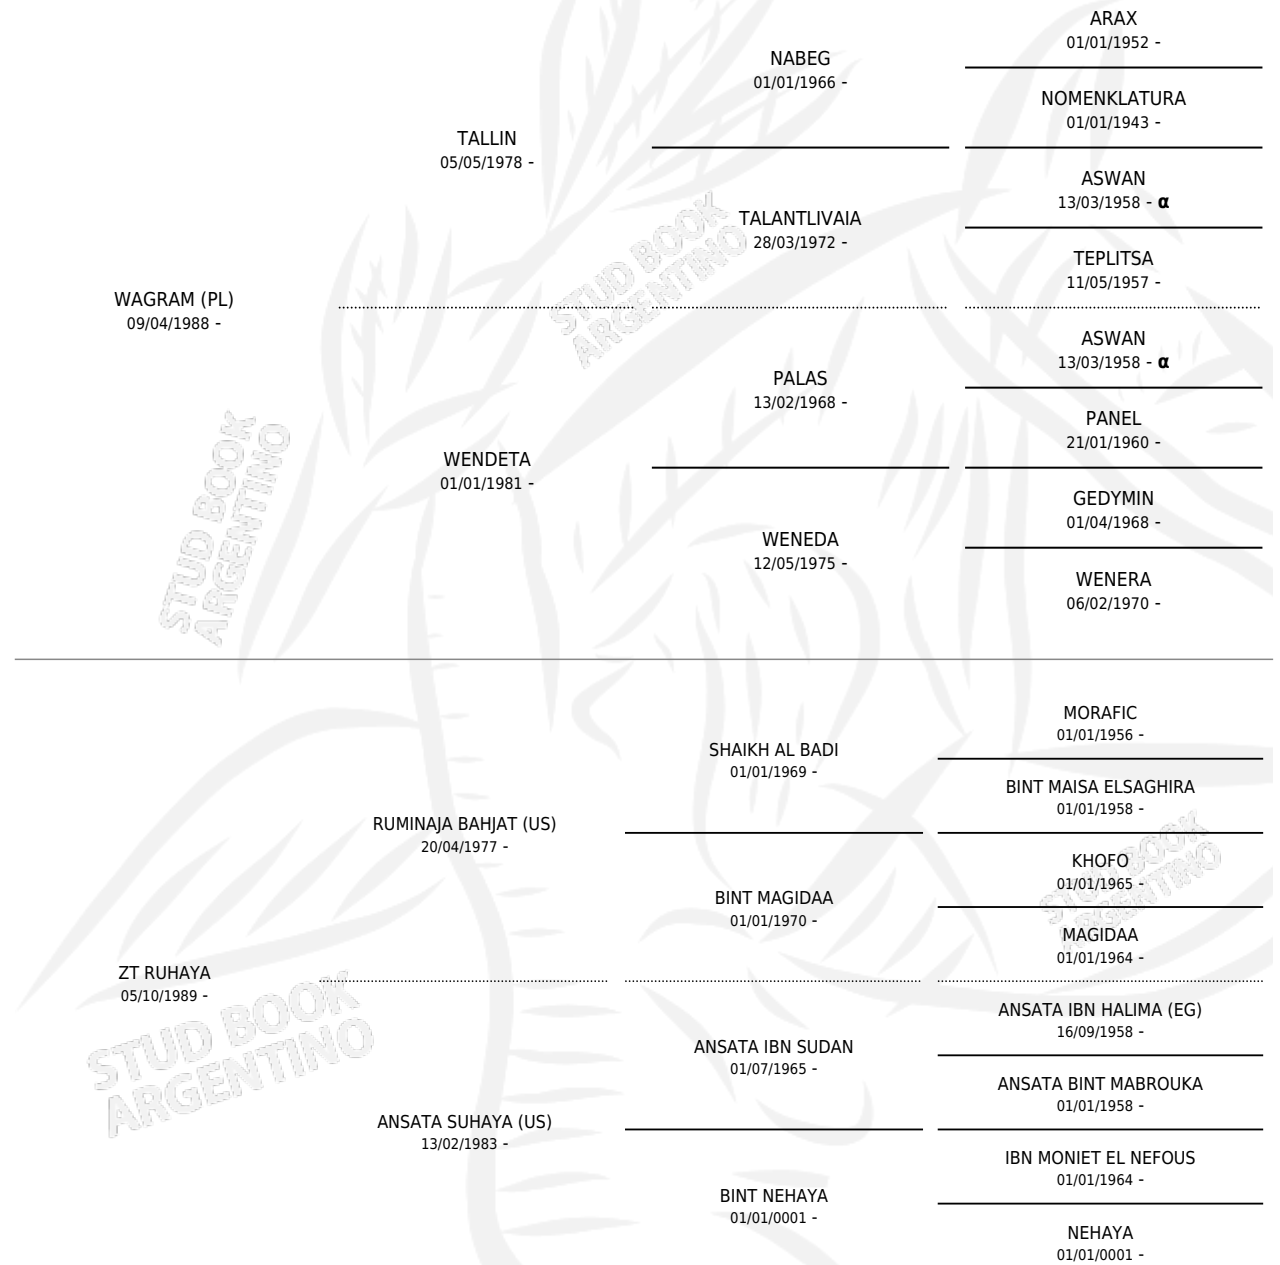 ARAX
01/01/1952 -
NABEG
01/01/1966 -
NOMENKLATURA
01/01/1943 -
TALLIN
05/05/1978 -
ASWAN
13/03/1958 - α
TALANTLIVAIA
28/03/1972 -
TEPLITSA
11/05/1957 -
WAGRAM (PL)
09/04/1988 -
ASWAN
13/03/1958 - α
PALAS
13/02/1968 -
PANEL
21/01/1960 -
WENDETA
01/01/1981 -
GEDYMIN
01/04/1968 -
WENEDA
12/05/1975 -
WENERA
06/02/1970 -
STUD BOOK
ARGENTINO
STUD BOOK
ARGENTINO
MORAFIC
01/01/1956 -
SHAIKH AL BADI
01/01/1969 -
BINT MAISA ELSAGHIRA
01/01/1958 -
RUMINAJA BAHJAT (US)
20/04/1977 -
KHOFO
01/01/1965 -
BINT MAGIDAA
01/01/1970 -
MAGIDAA
01/01/1964 -
ZT RUHAYA
05/10/1989 -
ANSATA IBN HALIMA (EG)
16/09/1958 -
ANSATA IBN SUDAN
01/07/1965 -
ANSATA BINT MABROUKA
01/01/1958 -
ANSATA SUHAYA (US)
13/02/1983 -
IBN MONIET EL NEFOUS
01/01/1964 -
BINT NEHAYA
01/01/0001 -
NEHAYA
01/01/0001 -
STUD BOOK
ARGENTINO
STUD BOOK
ARGENTINO